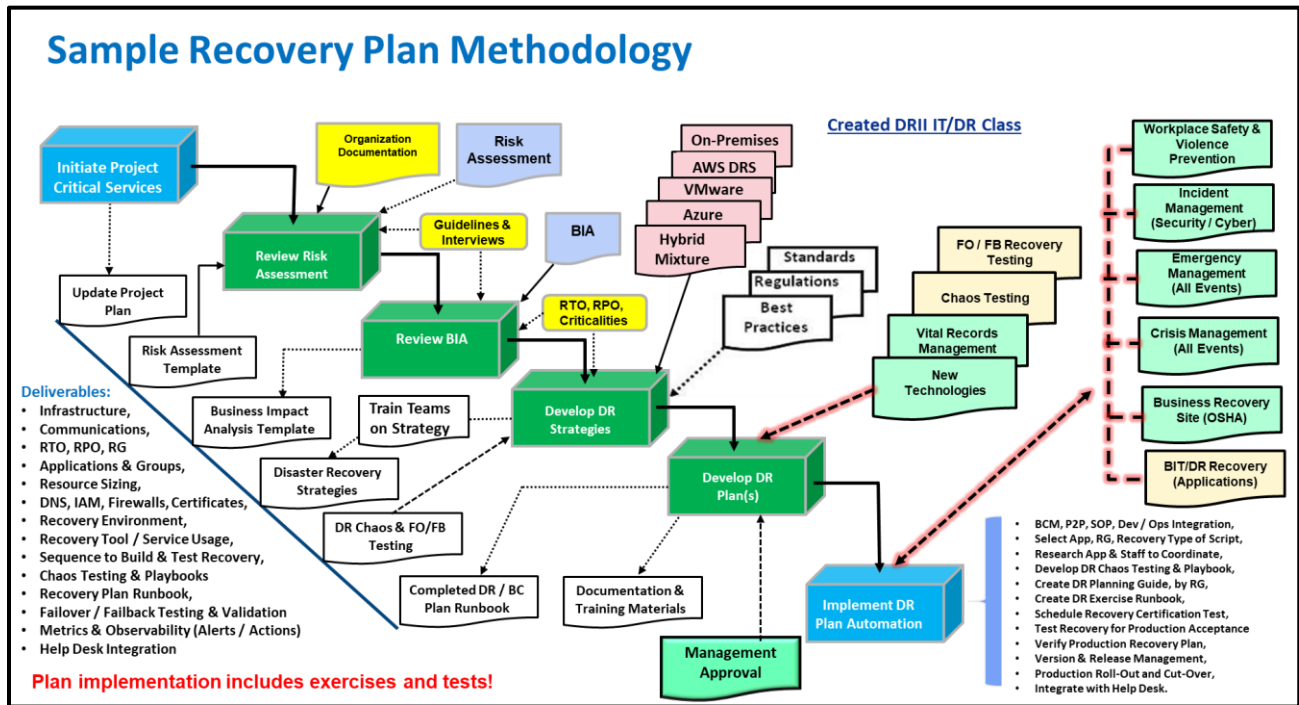 Sample Recovery Plan Methodology
Created DRII IT/DR Class
Initiate Project
Critical Services
Organization
Documentation
Risk
Assessment
On-Premises
AWS DRS
VMware
Azure
Hybrid
Mixture
Workplace Safety &
Violence
Prevention
Incident
Management
(Security / Cyber)
Emergency
Management
(All Events)
Crisis Management
(All Events)
Business Recovery
Site (OSHA)
BIT/DR Recovery
(Applications)
Review Risk
Assessment
Guidelines &
Interviews
BIA
Standards
Regulations
Best
Practices
FO / FB Recovery
Testing
Chaos Testing
Vital Records
Management
New
Technologies
Update Project
Plan
Risk Assessment
Template
Review BIA
RTO, RPO,
Criticalities
Business Impact
Analysis Template
Train Teams
on Strategy
Develop DR
Strategies
Disaster Recovery
Strategies
DR Chaos & FO/FB
Testing
Develop DR
Plan(s)
Completed DR / BC
Plan Runbook
Documentation &
Training Materials
Implement DR
Plan Automation
Management
Approval
Deliverables:
• Infrastructure,
• Communications,
• RTO, RPO, RG
• Applications & Groups,
• Resource Sizing,
• DNS, IAM, Firewalls, Certificates,
• Recovery Environment,
• Recovery Tool / Service Usage,
• Sequence to Build & Test Recovery,
• Chaos Testing & Playbooks
• Recovery Plan Runbook,
• Failover / Failback Testing & Validation
• Metrics & Observability (Alerts / Actions)
• Help Desk Integration
Plan implementation includes exercises and tests!
• BCM, P2P, SOP, Dev / Ops Integration,
• Select App, RG, Recovery Type of Script,
• Research App & Staff to Coordinate,
• Develop DR Chaos Testing & Playbook,
• Create DR Planning Guide, by RG,
• Create DR Exercise Runbook,
• Schedule Recovery Certification Test,
• Test Recovery for Production Acceptance
• Verify Production Recovery Plan,
• Version & Release Management,
• Production Roll-Out and Cut-Over,
• Integrate with Help Desk.